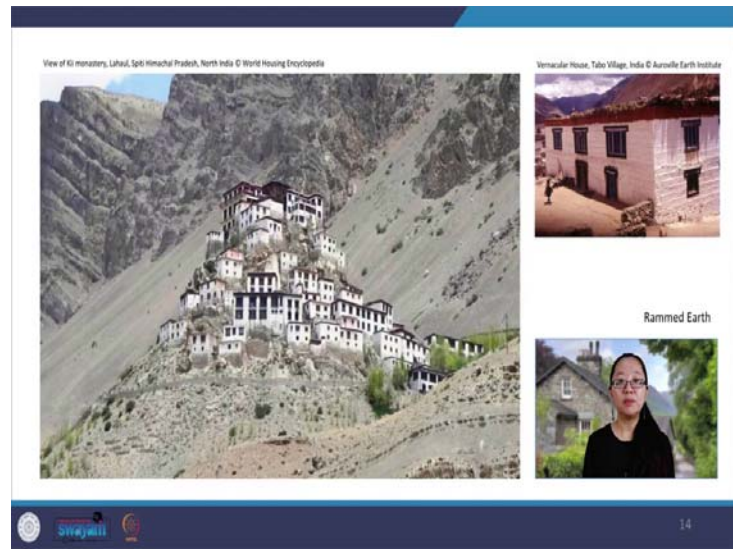 View of Kii monastery, Lahaul, Spiti Himachal Pradesh, North India © World Housing Encyclopedia
Vernacular House, Tabo Village, India © Auroville Earth Institute
Rammed Earth
swayam
14